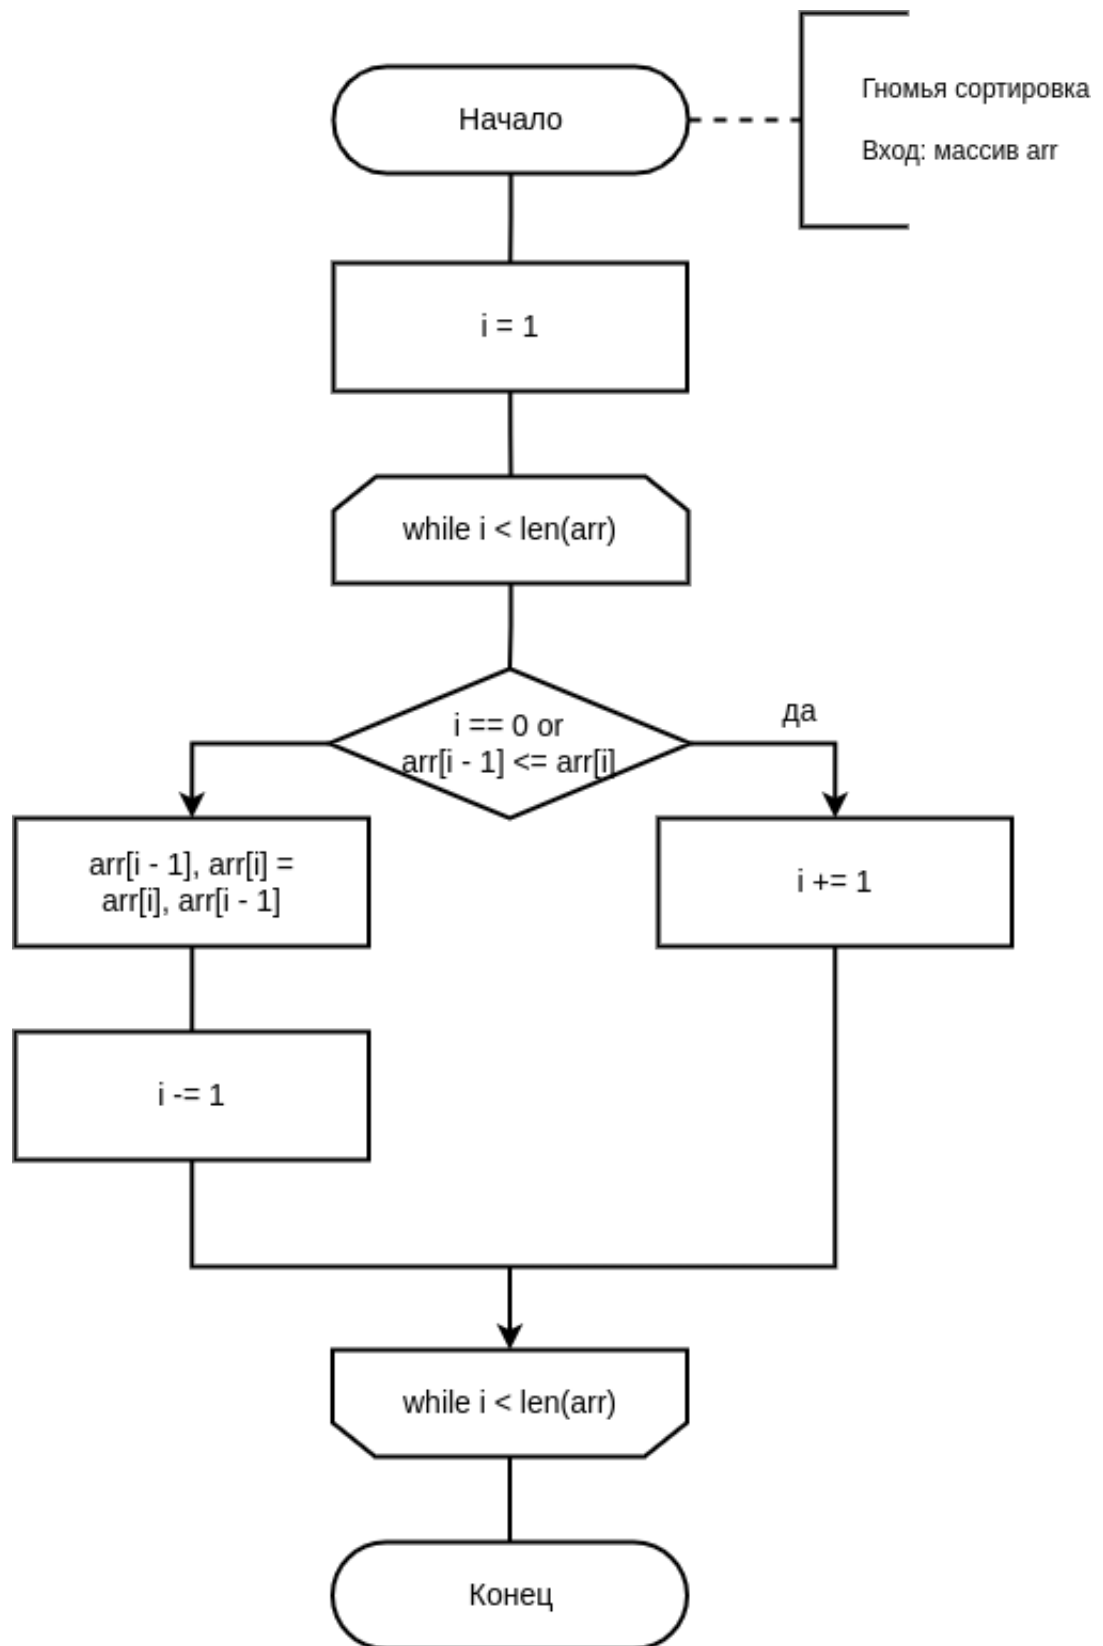 Начало
Гномья сортировка
Вход: массив arr
i = 1
while i < len(arr)
i == 0 or
arr[i - 1] <= arr[i]
да
arr[i - 1], arr[i] =
arr[i], arr[i - 1]
i += 1
i -= 1
while i < len(arr)
Конец